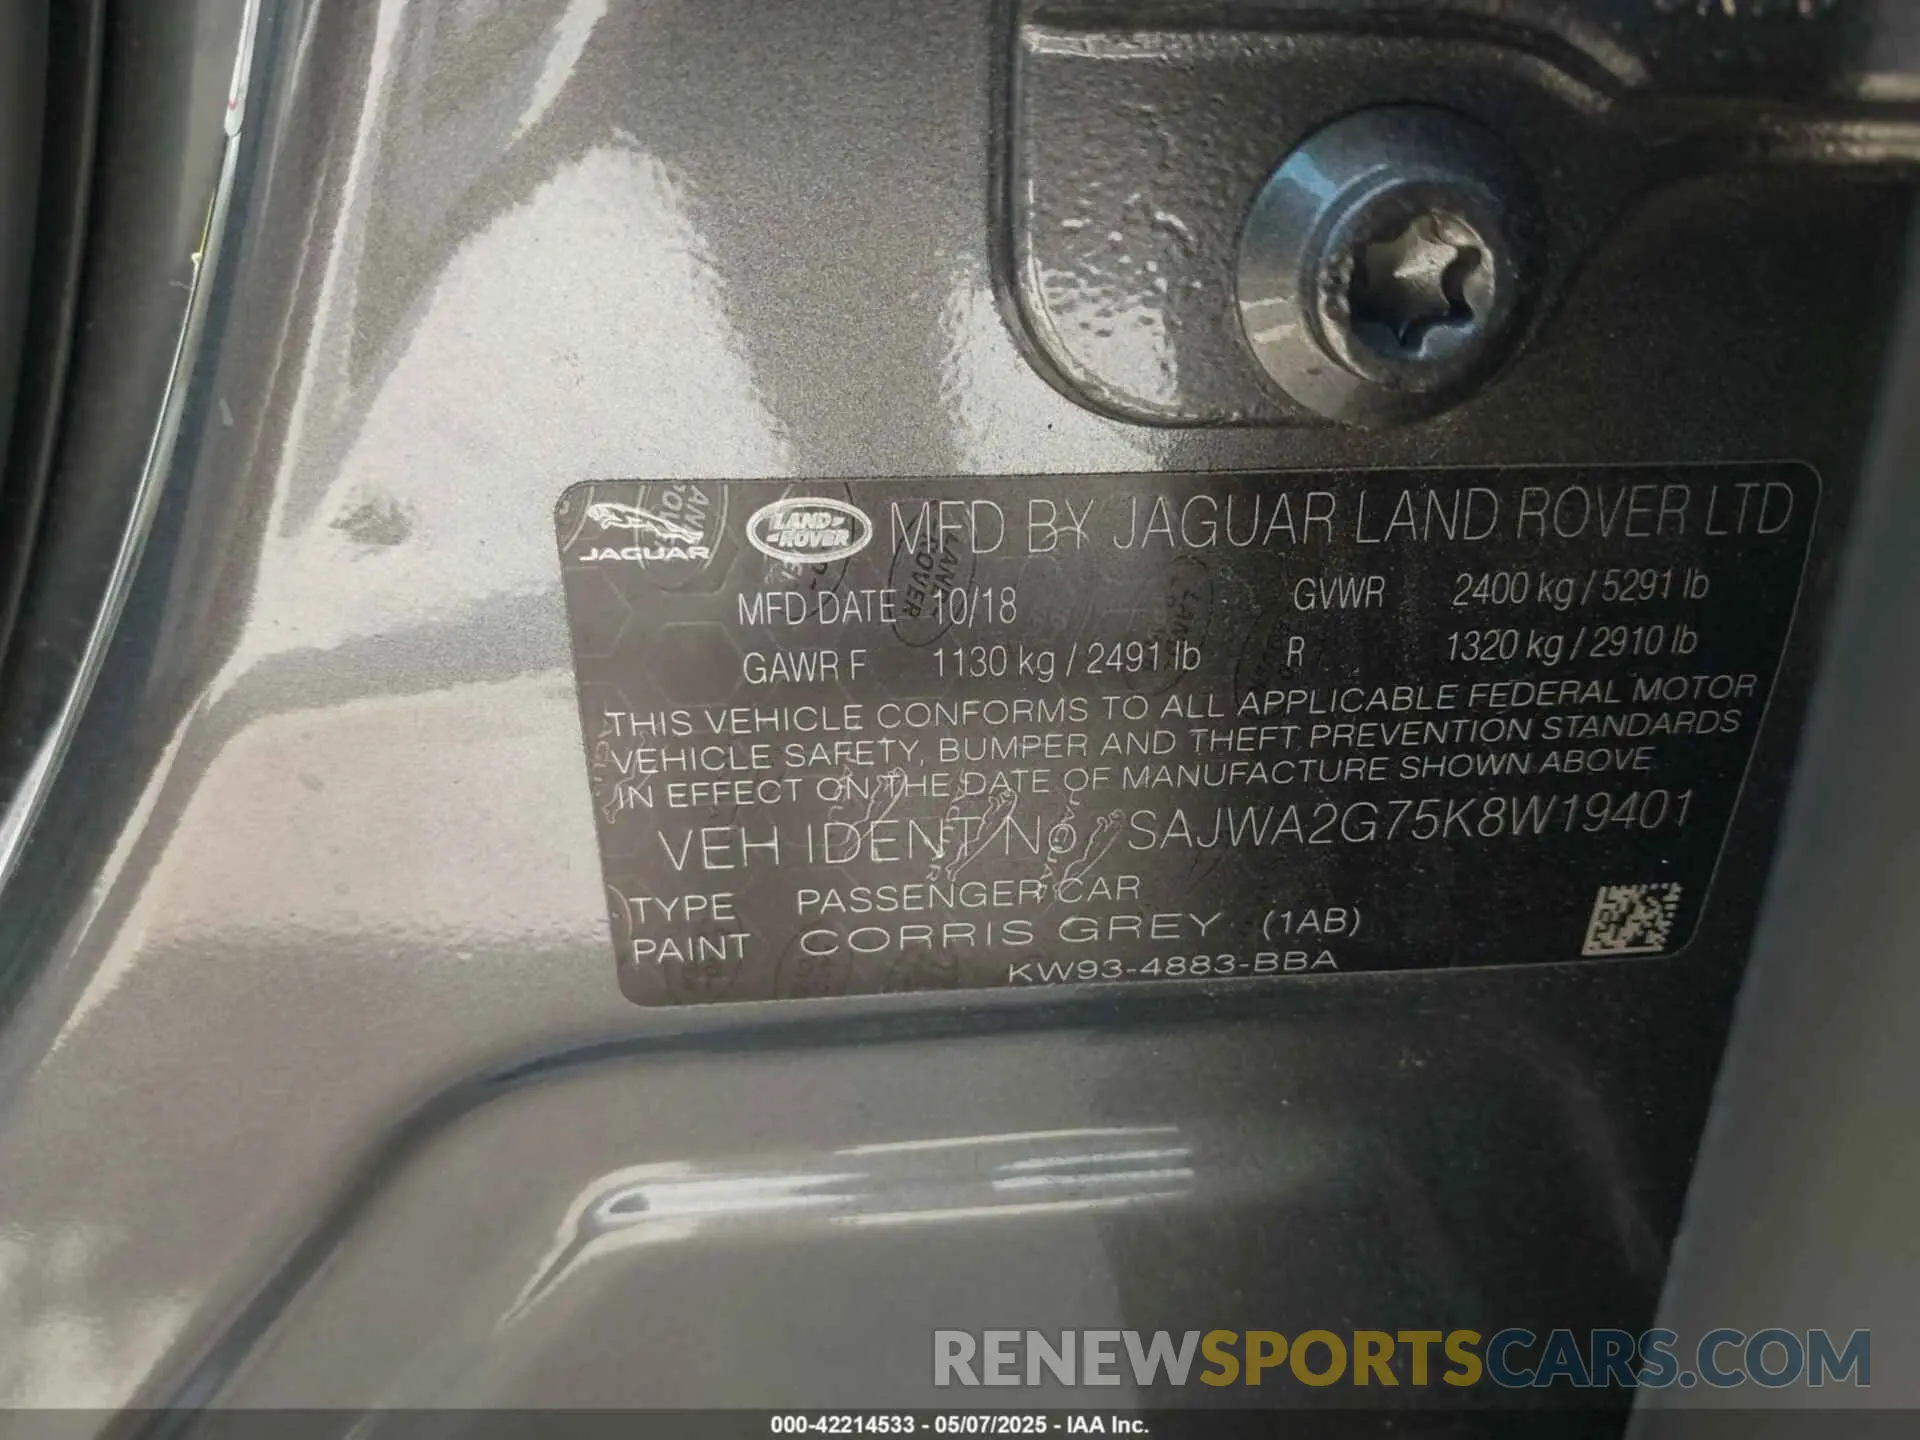 JAGUAR
LAND ROVER
MFD BY JAGUAR LAND ROVER LTD
MFD DATE 10/18 GVWR 2400 kg / 5291 lb
GAWR F 1130 kg / 2491 lb R 1320 kg / 2910 lb
THIS VEHICLE CONFORMS TO ALL APPLICABLE FEDERAL MOTOR
VEHICLE SAFETY, BUMPER AND THEFT PREVENTION STANDARDS
IN EFFECT ON THE DATE OF MANUFACTURE SHOWN ABOVE
VEH IDENT No. SAJWA2G75K8W19401
TYPE PASSENGER CAR
PAINT CORRIS GREY (1AB)
KW93-4883-BBA
RENEWSPORTSCARS.COM
000-42214533 - 05/07/2025 - IAA Inc.